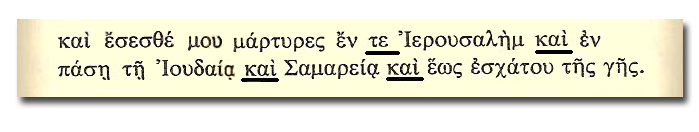 καὶ ἔσεσθέ μου μάρτυρες ἔν τε Ἰερουσαλὴμ καὶ ἐν
πάσῃ τῇ Ἰουδαίᾳ καὶ Σαμαρείᾳ καὶ ἕως ἐσχάτου τῆς γῆς.